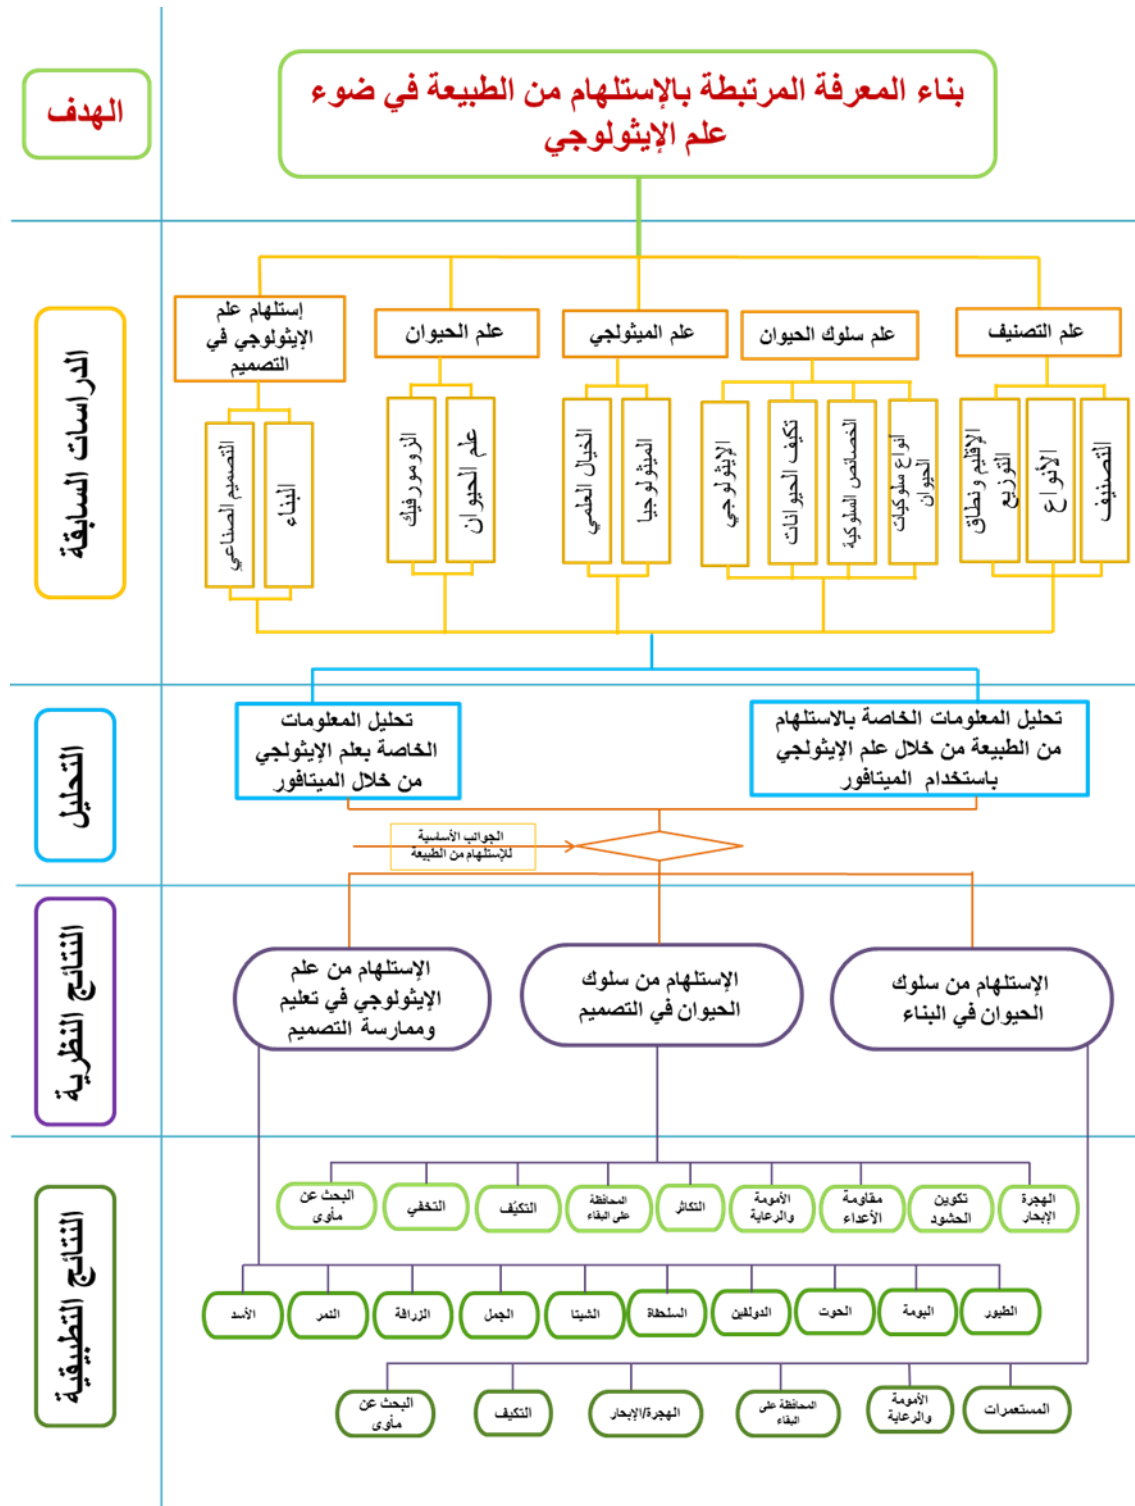 الهدف
بناء المعرفة المرتبطة بالإستلهام من الطبيعة في ضوء
علم الإيثولوجي
الدراسات السابقة
علم التصنيف
علم سلوك الحيوان
علم الميثولجي
علم الحيوان
إستلهام علم
الإيثولوجي في
التصميم
التصنيف
الأنواع
الإقليم ونطاق
التوزيع
أنواع سلوكيات
الحيوان
الخصائص السلوكية
تكيف الحيوانات
الإيثولوجي
الميثولوجيا
الخيال العلمي
علم الحيوان
الزومورفيك
البناء
التصميم الصناعي
التحليل
تحليل المعلومات الخاصة بالاستلهام
من الطبيعة من خلال علم الإيثولجي
باستخدام الميتافور
تحليل المعلومات
الخاصة بعلم الإيثولجي
من خلال الميتافور
الجوانب الأساسية
للإستلهام من الطبيعة
النتائج النظرية
الإستلهام من سلوك
الحيوان في البناء
الإستلهام من سلوك
الحيوان في التصميم
الإستلهام من علم
الإيثولوجي في تعليم
وممارسة التصميم
النتائج التطبيقية
الهجرة
الإبحار
تكوين
الحشود
مقاومة
الأعداء
الأمومة
والرعاية
التكاثر
المحافظة
على البقاء
التكيُف
التخفي
البحث عن
مأوى
الطيور
البومة
الحوت
الدولفين
السلحفاة
الشيتا
الجمل
الزرافة
النمر
الأسد
المستعمرات
الأمومة
والرعاية
المحافظة على
البقاء
الهجرة/الإبحار
التكيف
البحث عن
مأوى